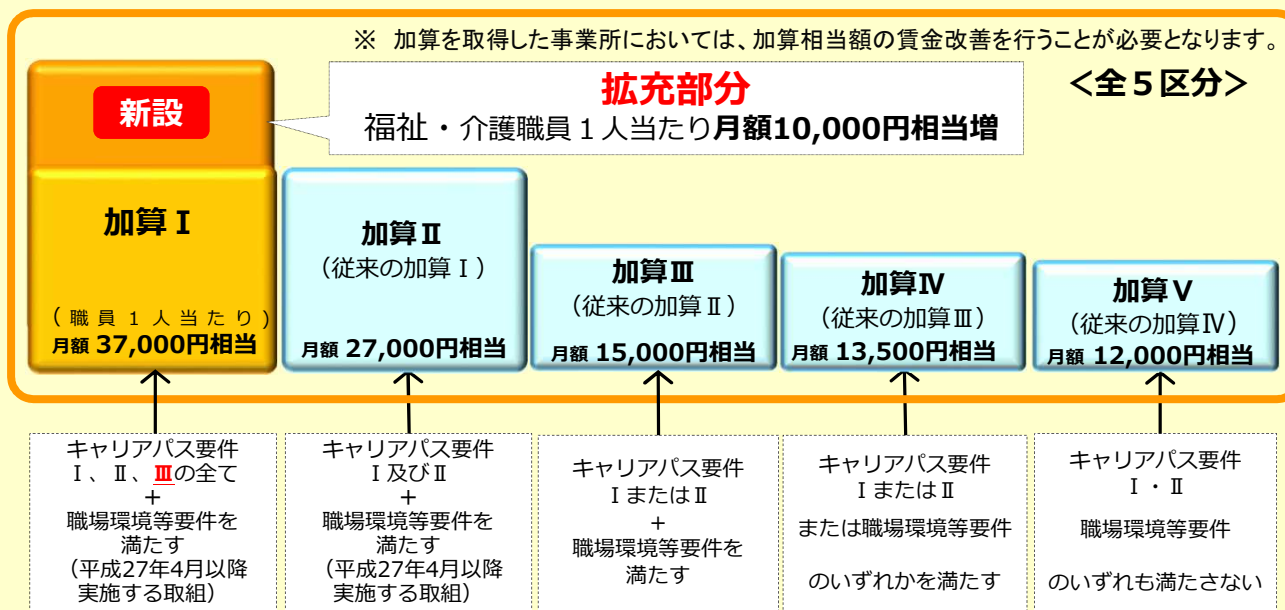 ※ 加算を取得した事業所においては、加算相当額の賃金改善を行うことが必要となります。
<全5区分>
新設
拡充部分
福祉・介護職員1人当たり月額10,000円相当増
加算Ⅰ
(職員1人当たり)
月額 37,000円相当
加算Ⅱ
(従来の加算Ⅰ)
月額 27,000円相当
加算Ⅲ
(従来の加算Ⅱ)
月額 15,000円相当
加算Ⅳ
(従来の加算Ⅲ)
月額 13,500円相当
加算Ⅴ
(従来の加算Ⅳ)
月額 12,000円相当
キャリアパス要件
Ⅰ、Ⅱ、Ⅲの全て
+
職場環境等要件を
満たす
(平成27年4月以降
実施する取組)
キャリアパス要件
Ⅰ及びⅡ
+
職場環境等要件を
満たす
(平成27年4月以降
実施する取組)
キャリアパス要件
ⅠまたはⅡ
+
職場環境等要件を
満たす
キャリアパス要件
ⅠまたはⅡ
または職場環境等要件
のいずれかを満たす
キャリアパス要件
Ⅰ・Ⅱ
職場環境等要件
のいずれも満たさない